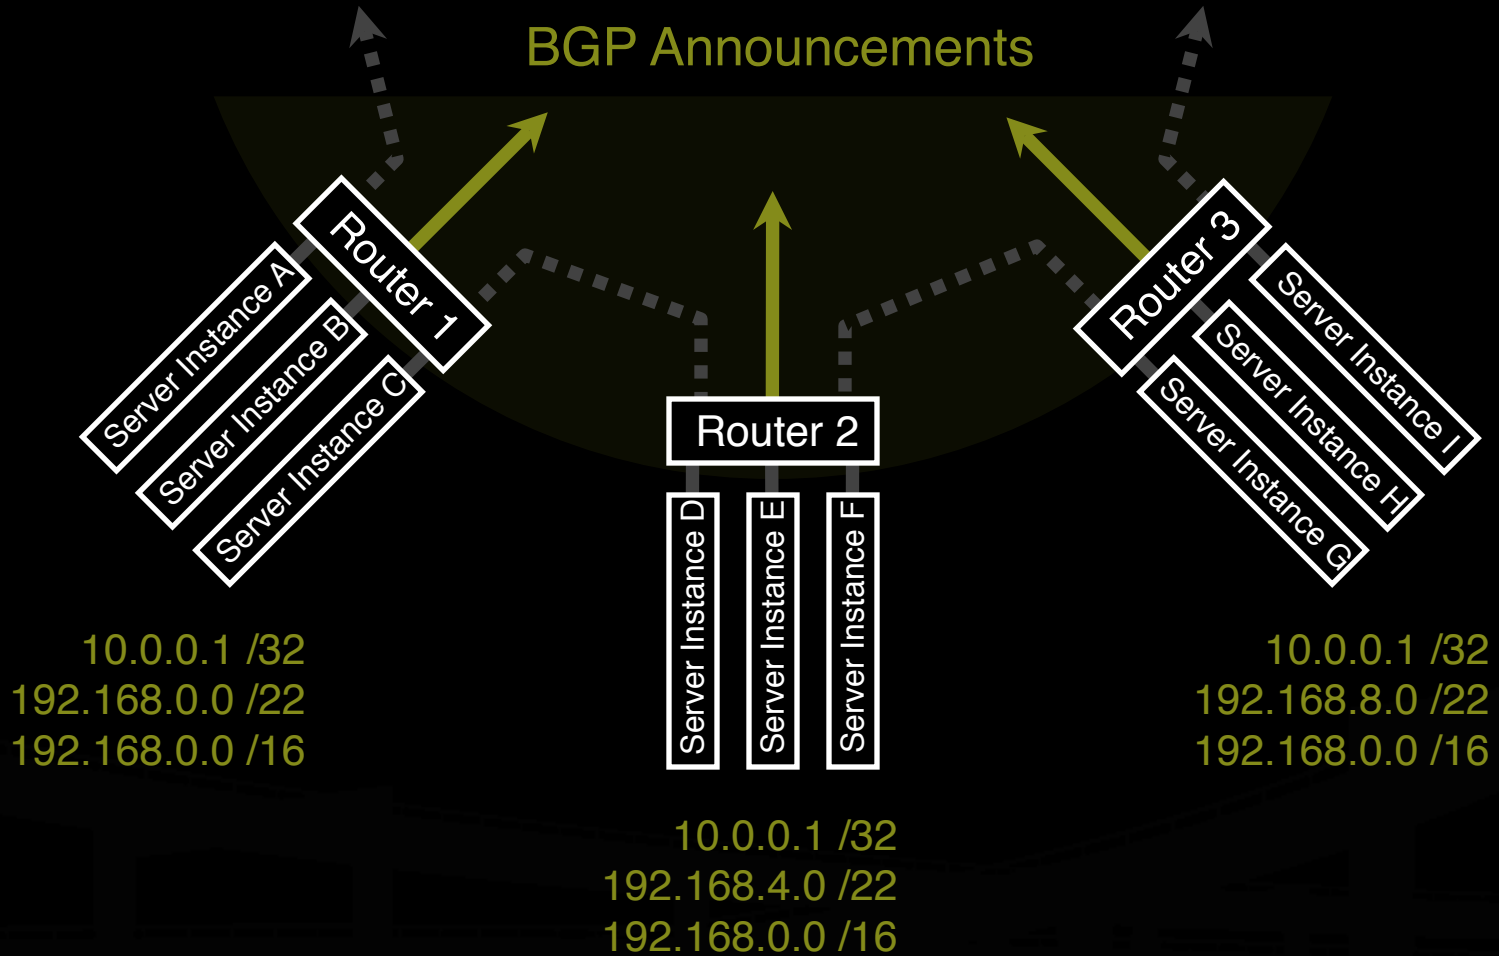 BGP Announcements
Router 1
Server Instance A
Server Instance B
Server Instance C
10.0.0.1 /32
192.168.0.0 /22
192.168.0.0 /16
Router 2
Server Instance D
Server Instance E
Server Instance F
10.0.0.1 /32
192.168.4.0 /22
192.168.0.0 /16
Router 3
Server Instance I
Server Instance H
Server Instance G
10.0.0.1 /32
192.168.8.0 /22
192.168.0.0 /16